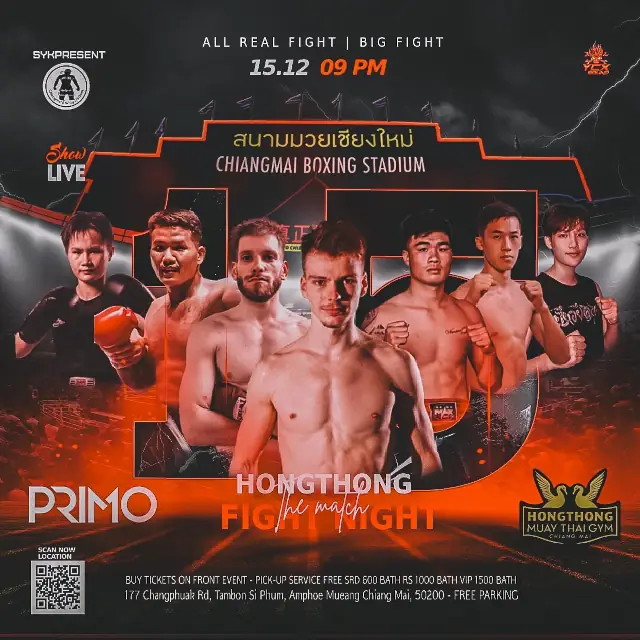 ALL REAL FIGHT | BIG FIGHT
15.12 09 PM
SYKPRESENT
Show
LIVE
สนามมวยเชียงใหม่
CHIANGMAI BOXING STADIUM
15
HONGTHONG
The match
FIGHT NIGHT
PRIMO
HONGTHONG
MUAY THAI GYM
CHIANG MAI
SCAN NOW
LOCATION
BUY TICKETS ON FRONT EVENT - PICK-UP SERVICE FREE SRD 600 BATH RS 1000 BATH VIP 1500 BATH
177 Changphuak Rd, Tambon Si Phum, Amphoe Mueang Chiang Mai, 50200 - FREE PARKING